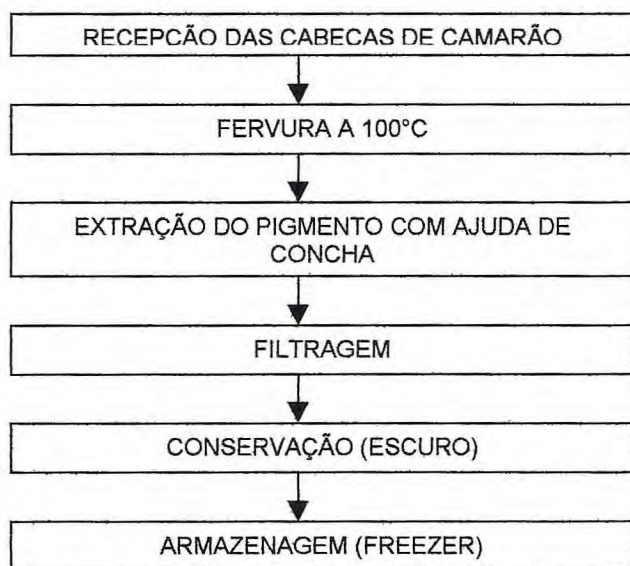 RECEPCÃO DAS CABECAS DE CAMARÃO
FERVURA A 100°C
EXTRAÇÃO DO PIGMENTO COM AJUDA DE
CONCHA
FILTRAGEM
CONSERVAÇÃO (ESCURO)
ARMAZENAGEM (FREEZER)